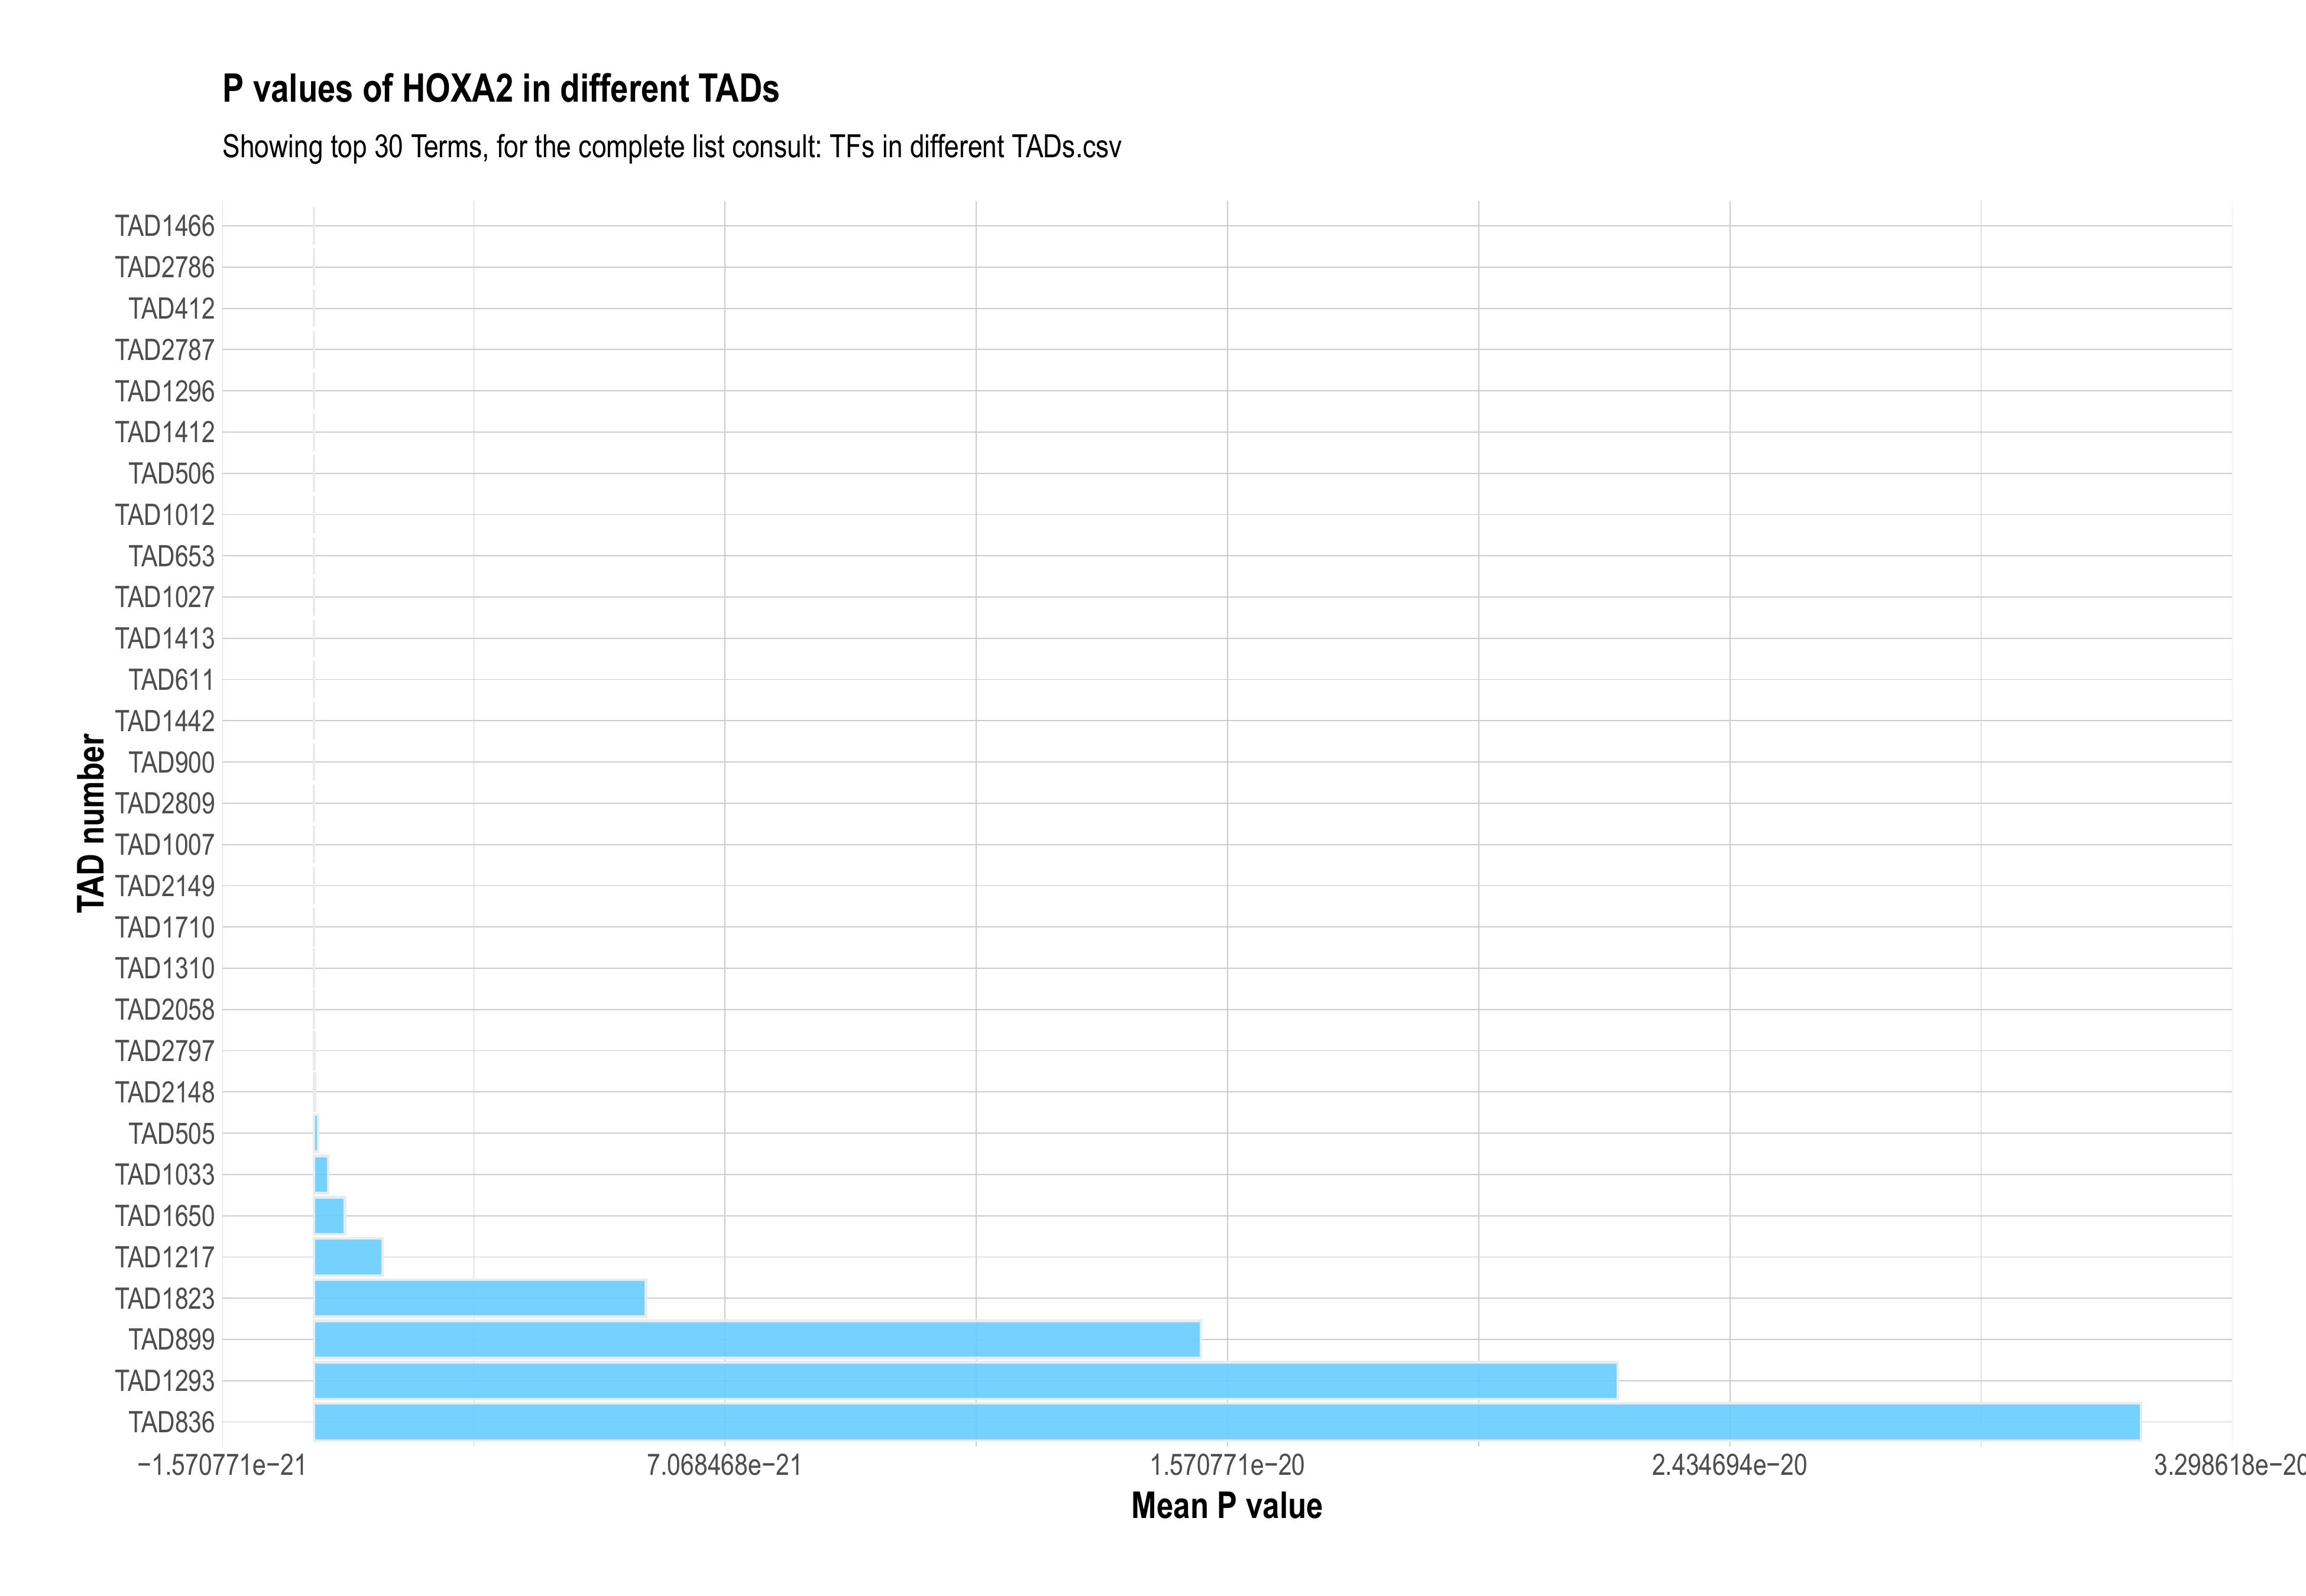 P values of HOXA2 in different TADs
Showing top 30 Terms, for the complete list consult: TFs in different TADs.csv
TAD number
TAD1466
TAD2786
TAD412
TAD2787
TAD1296
TAD1412
TAD506
TAD1012
TAD653
TAD1027
TAD1413
TAD611
TAD1442
TAD900
TAD2809
TAD1007
TAD2149
TAD1710
TAD1310
TAD2058
TAD2797
TAD2148
TAD505
TAD1033
TAD1650
TAD1217
TAD1823
TAD899
TAD1293
TAD836
−1.570771e−21 7.068468e−21 1.570771e−20 2.434694e−20 3.298618e−20
Mean P value